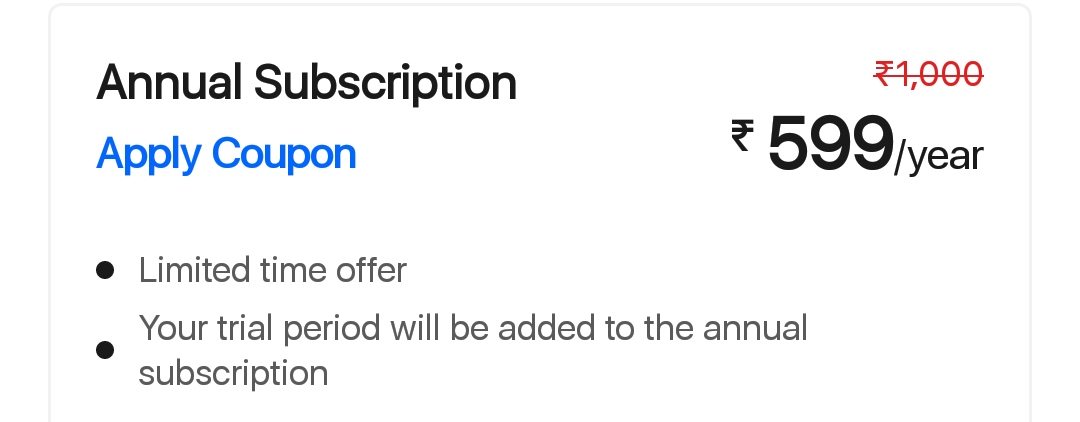 Annual Subscription
₹1,000
Apply Coupon
₹ 599/year
Limited time offer
Your trial period will be added to the annual
subscription